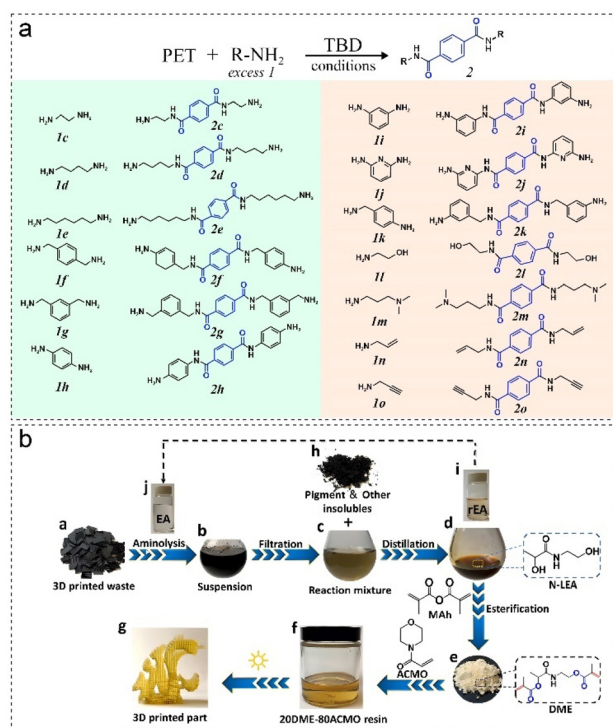 a
PET + R-NH2 TBD
excess 1 conditions 2
1c 2c
1d 2d
1e 2e
1f 2f
1g 2g
1h 2h
1i 2i
1j 2j
1k 2k
1l 2l
1m 2m
1n 2n
1o 2o
b
h
i
j
Pigment & Other
insolubles
EA
rEA
a b + c d
Aminolysis Filtration Distillation
3D printed waste Suspension Reaction mixture
OH
N-LEA
MAh
Esterification
g f ACMO e
3D printed part 20DME-80ACMO resin DME